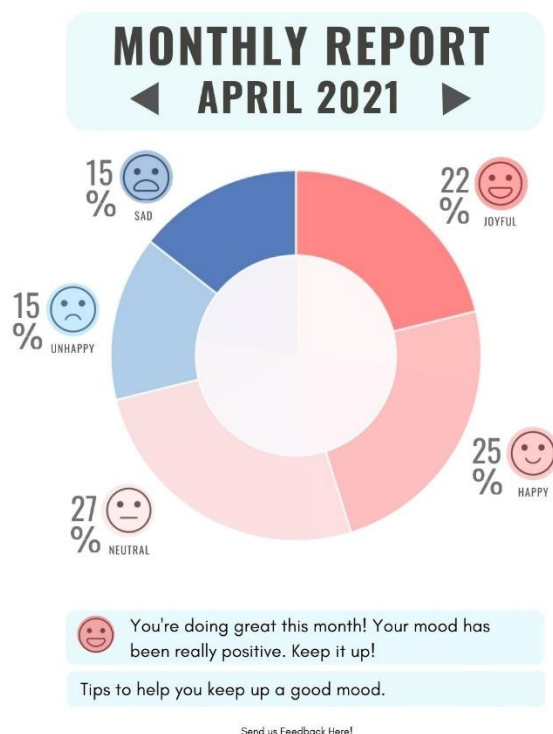 MONTHLY REPORT
APRIL 2021
15
%
SAD
22
%
JOYFUL
15
%
UNHAPPY
25
%
HAPPY
27
%
NEUTRAL
You're doing great this month! Your mood has
been really positive. Keep it up!
Tips to help you keep up a good mood.
Send us Feedback Here!